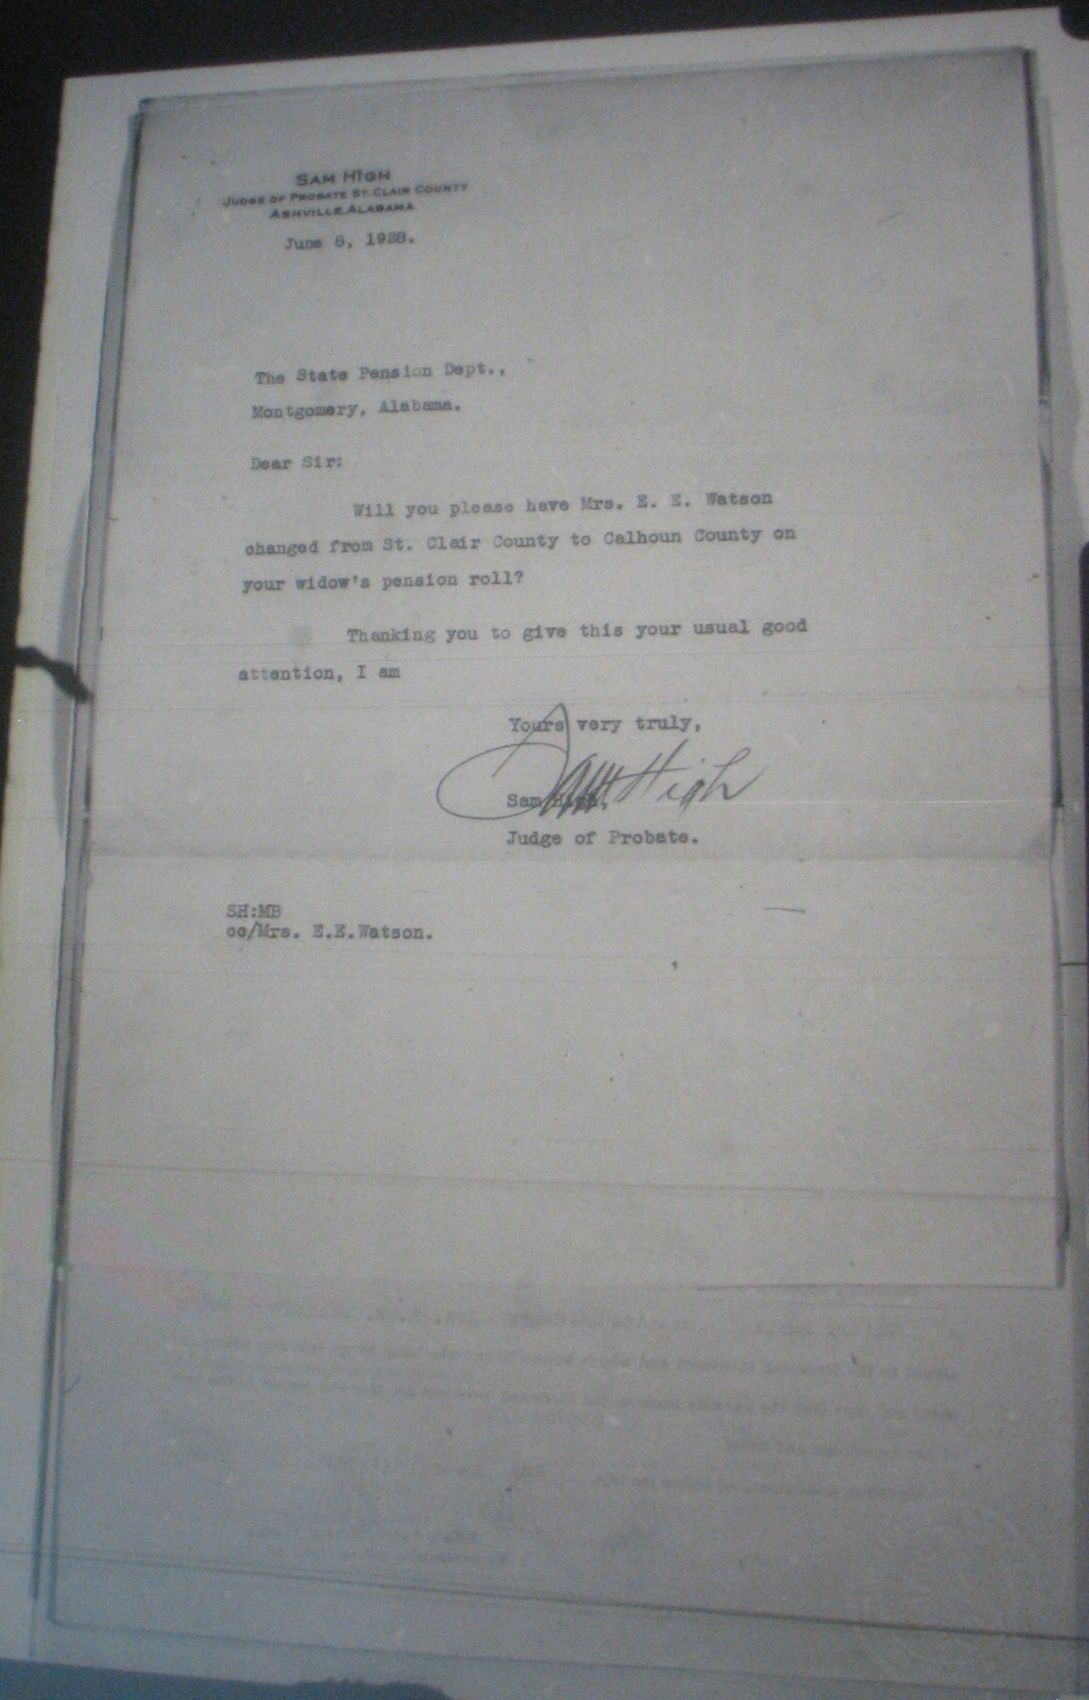 SAM HIGH
JUDGE OF PROBATE ST. CLAIR COUNTY
ASHVILLE, ALABAMA
June 6, 1928.
The State Pension Dept.,
Montgomery, Alabama.
Dear Sir:
Will you please have Mrs. E. E. Watson
changed from St. Clair County to Calhoun County on
your widow's pension roll?
Thanking you to give this your usual good
attention, I am
Yours very truly,
Sam High
Sam High.
Judge of Probate.
SH:MB
cc/Mrs. E.E.Watson.